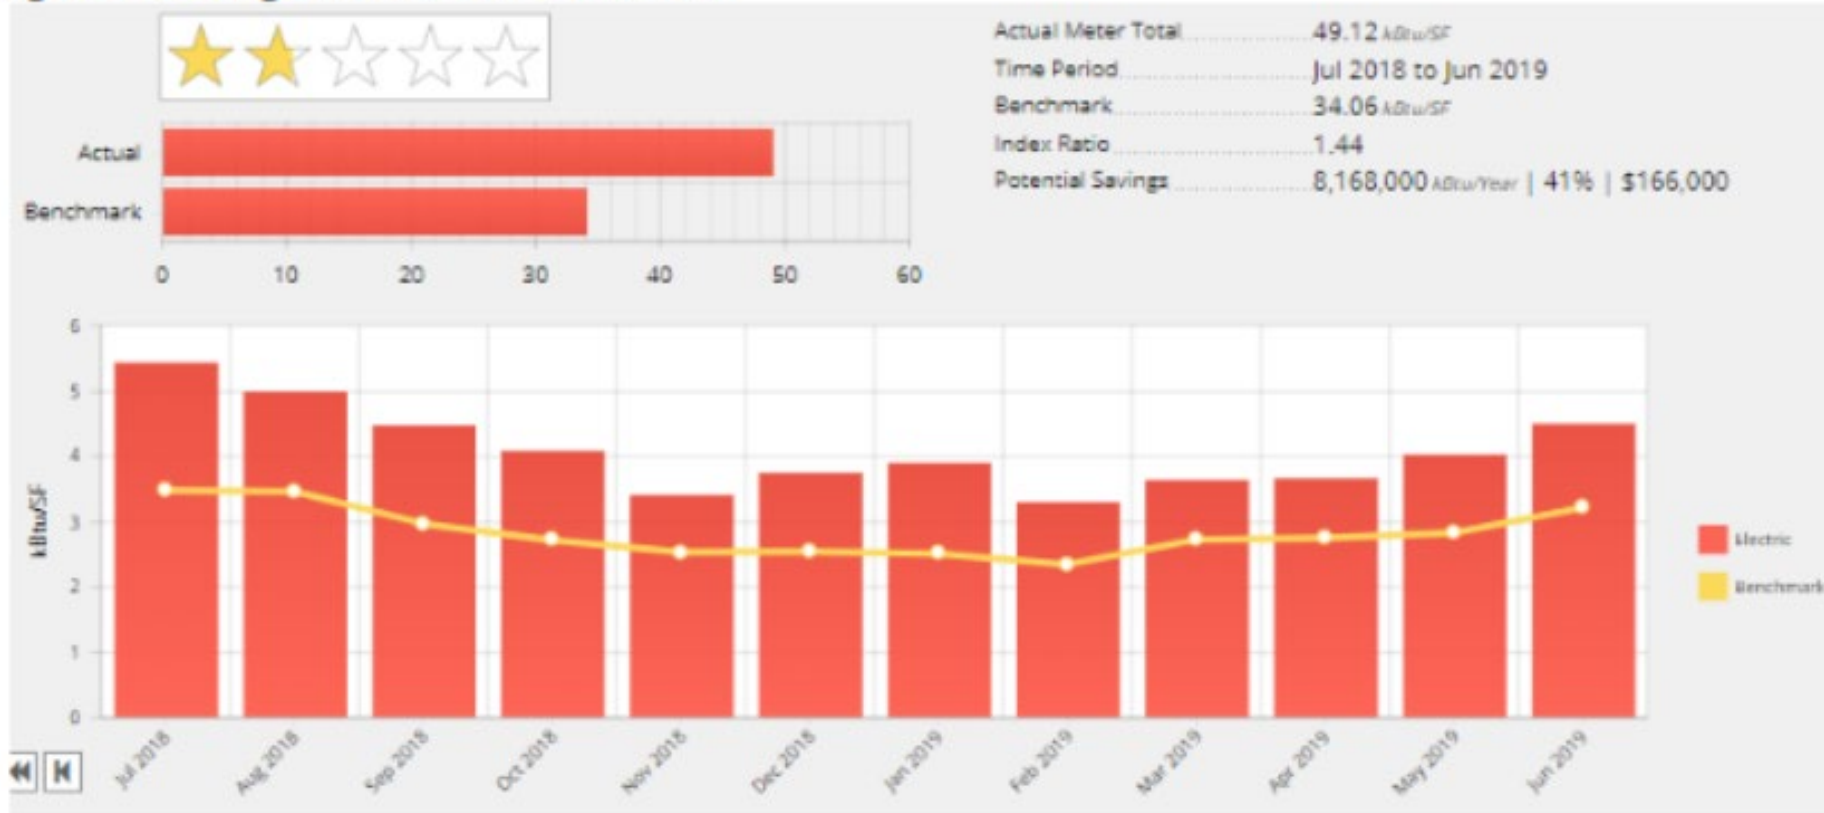 Actual Meter Total 49.12 kBtu/SF
Time Period Jul 2018 to Jun 2019
Benchmark 34.06 kBtu/SF
Index Ratio 1.44
Potential Savings 8,168,000 kBtu/Year | 41% | $166,000
Actual
Benchmark
0 10 20 30 40 50 60
6
5
4
3
2
1
0
kBtu/SF
Jul 2018 Aug 2018 Sep 2018 Oct 2018 Nov 2018 Dec 2018 Jan 2019 Feb 2019 Mar 2019 Apr 2019 May 2019 Jun 2019
Electric
Benchmark